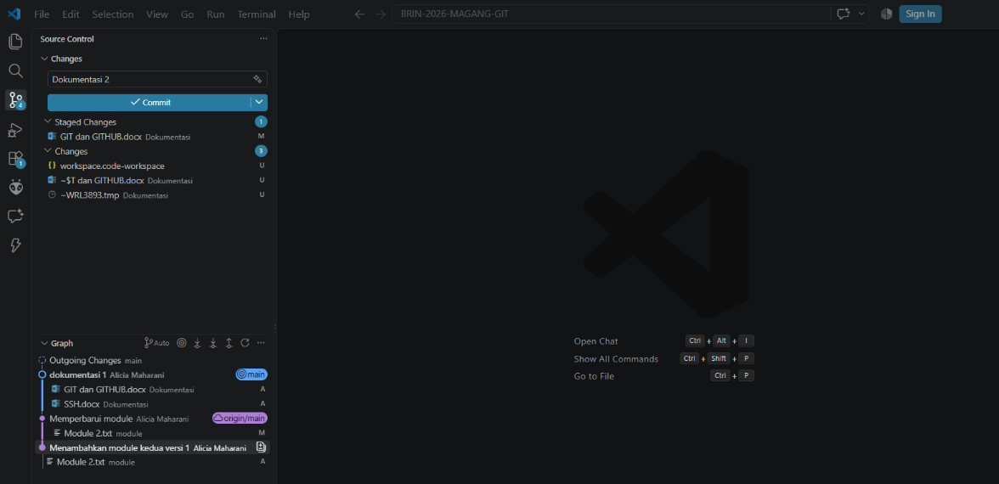 File Edit Selection View Go Run Terminal Help BRIN-2026-MAGANG-GIT Sign In
Source Control
Changes
Dokumentasi 2
Commit
Staged Changes 1
GIT dan GITHUB.docx Dokumentasi M
Changes 3
{} workspace.code-workspace U
~$T dan GITHUB.docx Dokumentasi U
~WRL3893.tmp Dokumentasi U
4
1
Graph Auto
Outgoing Changes main
dokumentasi 1 Alicia Maharani main
GIT dan GITHUB.docx Dokumentasi A
SSH.docx Dokumentasi A
Memperbarui module Alicia Maharani origin/main
Module 2.txt module M
Menambahkan module kedua versi 1 Alicia Maharani
Module 2.txt module A
Open Chat Ctrl + Alt + I
Show All Commands Ctrl + Shift + P
Go to File Ctrl + P